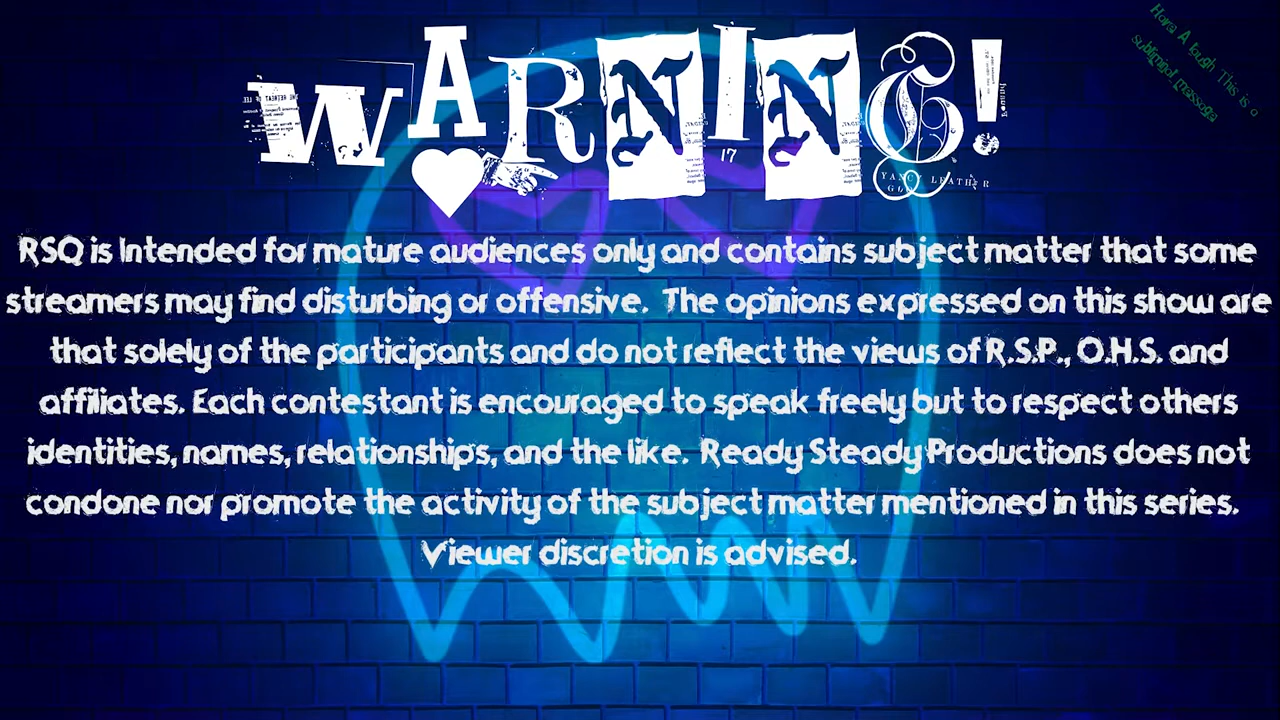 WARNING!
17
YANCY LEATHER
Have A laugh This is a
subliminal message
RSQ is Intended for mature audiences only and contains subject matter that some
streamers may find disturbing or offensive. The opinions expressed on this show are
that solely of the participants and do not reflect the views of R.S.P., O.H.S. and
affiliates. Each contestant is encouraged to speak freely but to respect others
identities, names, relationships, and the like. Ready Steady Productions does not
condone nor promote the activity of the subject matter mentioned in this series.
Viewer discretion is advised.